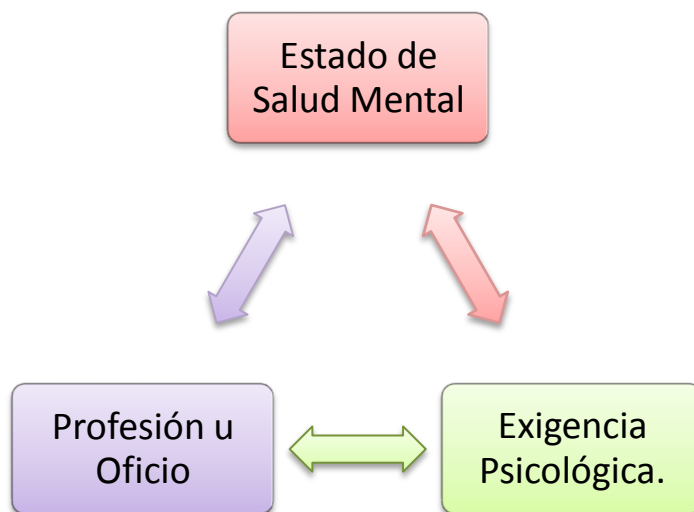 Estado de
Salud Mental
Profesión u
Oficio
Exigencia
Psicológica.